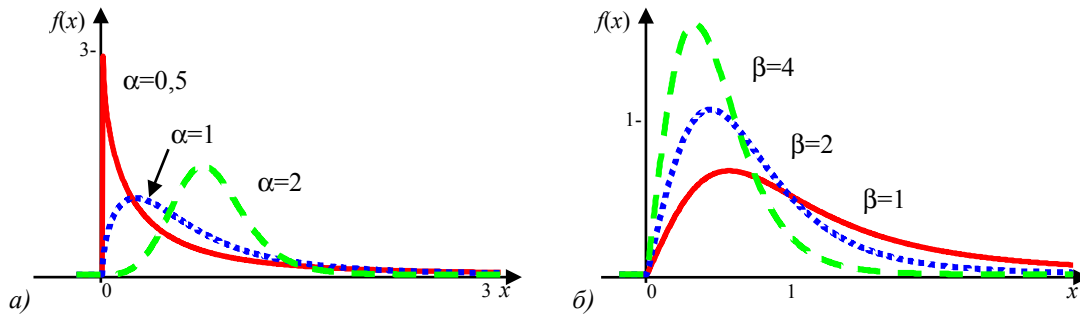 f(x)
3-
α=0,5
α=1
α=2
0
3 x
а)
f(x)
β=4
1-
β=2
β=1
0
1
x
б)